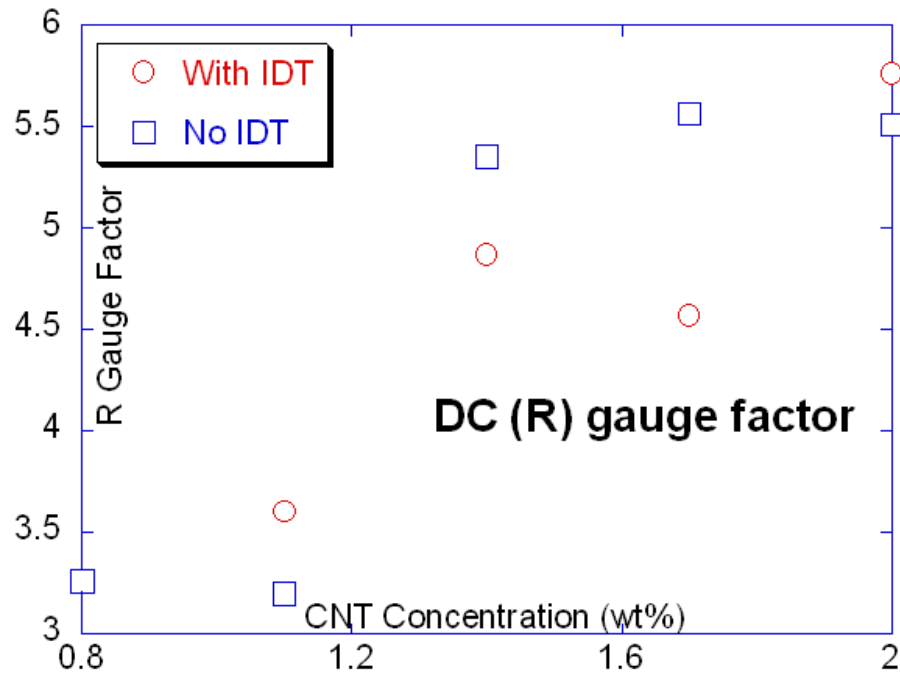 6
With IDT
No IDT
5.5
5
4.5
4
3.5
3
R Gauge Factor
DC (R) gauge factor
CNT Concentration (wt%)
0.8
1.2
1.6
2